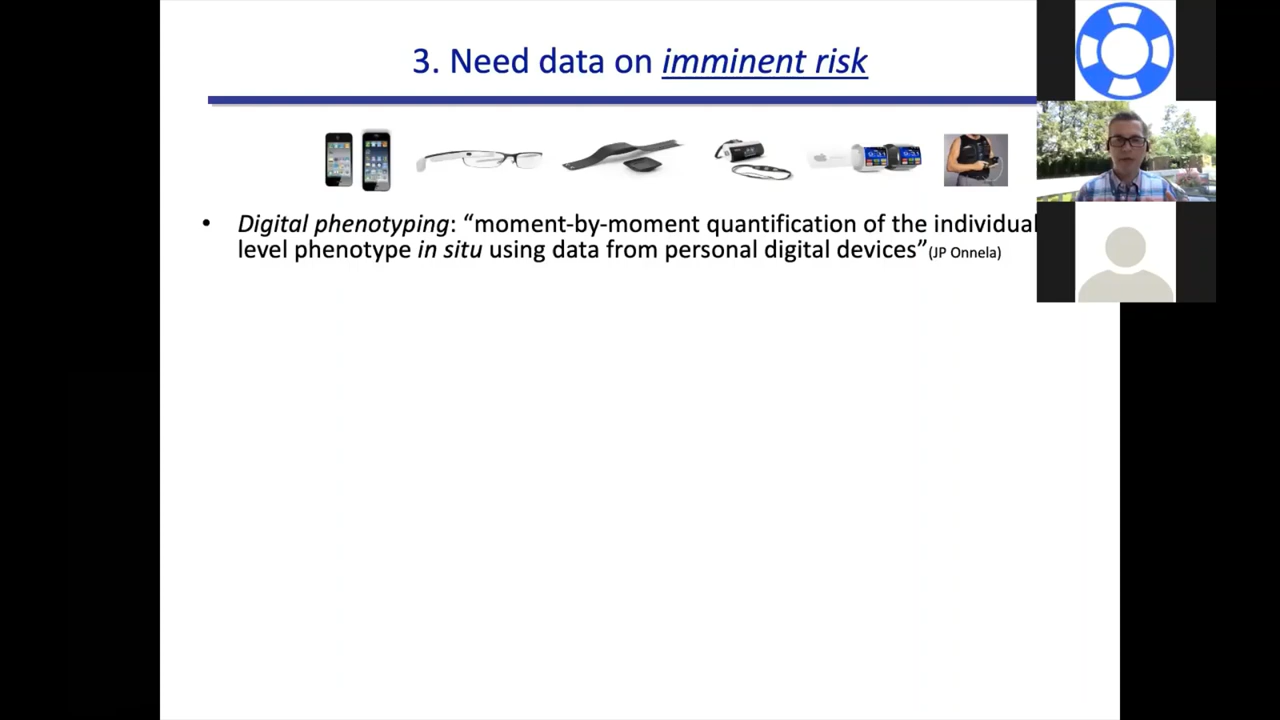 3. Need data on imminent risk
• Digital phenotyping: “moment-by-moment quantification of the individual
level phenotype in situ using data from personal digital devices”(JP Onnela)